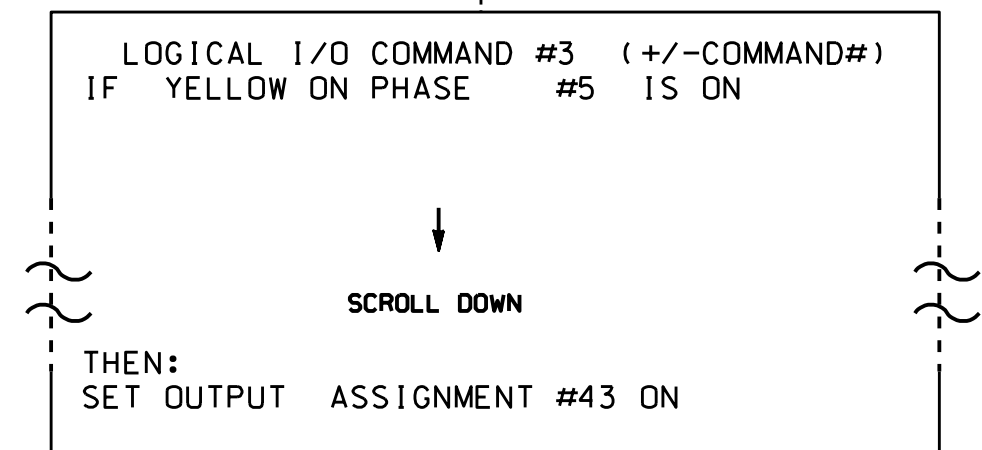 LOGICAL I/O COMMAND #3 (+/-COMMAND#)
IF YELLOW ON PHASE #5 IS ON
SCROLL DOWN
THEN:
SET OUTPUT ASSIGNMENT #43 ON